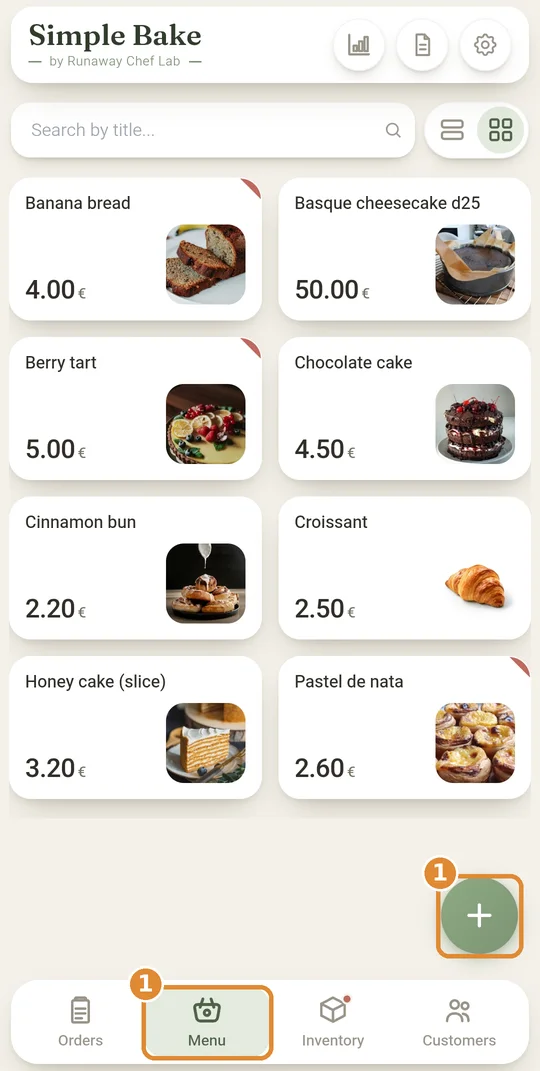 Simple Bake
by Runaway Chef Lab
Search by title...
Banana bread
4.00 €
Basque cheesecake d25
50.00 €
Berry tart
5.00 €
Chocolate cake
4.50 €
Cinnamon bun
2.20 €
Croissant
2.50 €
Honey cake (slice)
3.20 €
Pastel de nata
2.60 €
1
+
1
Orders
Menu
Inventory
Customers